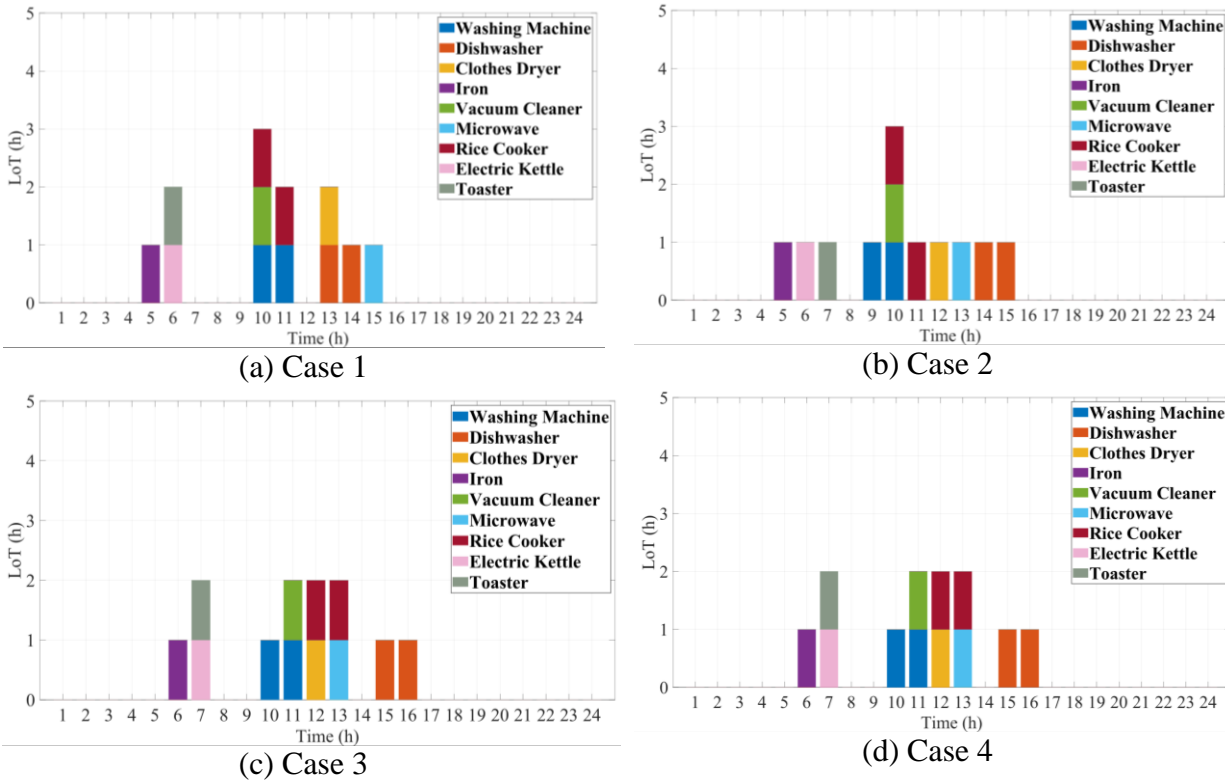 5
4
3
2
1
0
LoT (h)
Washing Machine
Dishwasher
Clothes Dryer
Iron
Vacuum Cleaner
Microwave
Rice Cooker
Electric Kettle
Toaster
1 2 3 4 5 6 7 8 9 10 11 12 13 14 15 16 17 18 19 20 21 22 23 24
Time (h)
(a) Case 1
5
4
3
2
1
0
LoT (h)
Washing Machine
Dishwasher
Clothes Dryer
Iron
Vacuum Cleaner
Microwave
Rice Cooker
Electric Kettle
Toaster
1 2 3 4 5 6 7 8 9 10 11 12 13 14 15 16 17 18 19 20 21 22 23 24
Time (h)
(b) Case 2
5
4
3
2
1
0
LoT (h)
Washing Machine
Dishwasher
Clothes Dryer
Iron
Vacuum Cleaner
Microwave
Rice Cooker
Electric Kettle
Toaster
1 2 3 4 5 6 7 8 9 10 11 12 13 14 15 16 17 18 19 20 21 22 23 24
Time (h)
(c) Case 3
5
4
3
2
1
0
LoT (h)
Washing Machine
Dishwasher
Clothes Dryer
Iron
Vacuum Cleaner
Microwave
Rice Cooker
Electric Kettle
Toaster
1 2 3 4 5 6 7 8 9 10 11 12 13 14 15 16 17 18 19 20 21 22 23 24
Time (h)
(d) Case 4